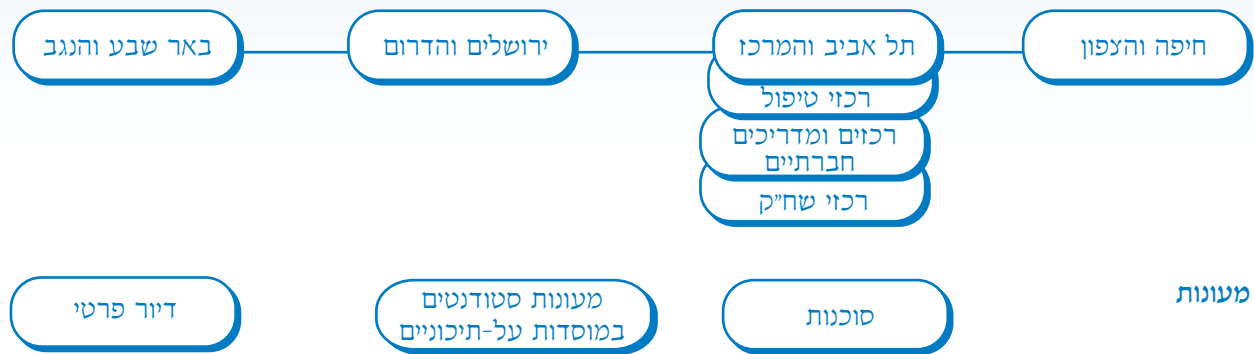 חיפה והצפון
תל אביב והמרכז
ירושלים והדרום
באר שבע והנגב
רכזי טיפול
רכזים ומדריכים
חברתיים
רכזי שח״ק
מעונות
סוכנות
מעונות סטודנטים
במוסדות על-תיכוניים
דיור פרטי